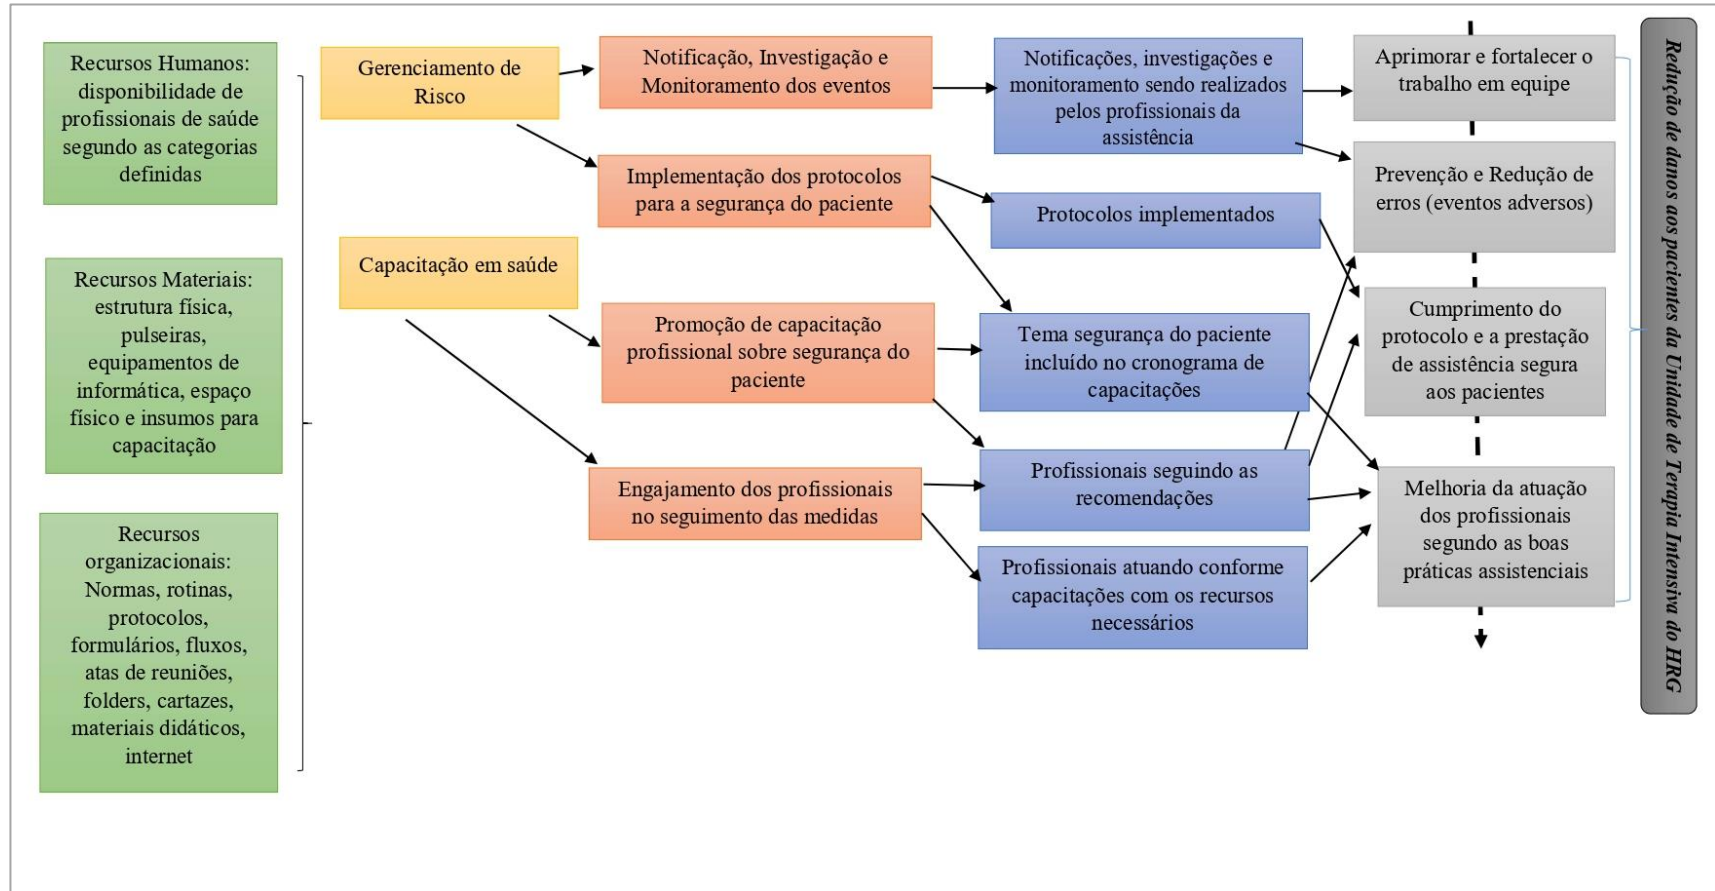 Recursos Humanos:
disponibilidade de
profissionais de saúde
segundo as categorias
definidas
Recursos Materiais:
estrutura física,
pulseiras,
equipamentos de
informática, espaço
físico e insumos para
capacitação
Recursos
organizacionais:
Normas, rotinas,
protocolos,
formulários, fluxos,
atas de reuniões,
folders, cartazes,
materiais didáticos,
internet
Gerenciamento de
Risco
Capacitação em saúde
Notificação, Investigação e
Monitoramento dos eventos
Implementação dos protocolos
para a segurança do paciente
Promoção de capacitação
profissional sobre segurança do
paciente
Engajamento dos profissionais
no seguimento das medidas
Notificações, investigações e
monitoramento sendo realizados
pelos profissionais da
assistência
Protocolos implementados
Tema segurança do paciente
incluído no cronograma de
capacitações
Profissionais seguindo as
recomendações
Profissionais atuando conforme
capacitações com os recursos
necessários
Aprimorar e fortalecer o
trabalho em equipe
Prevenção e Redução de
erros (eventos adversos)
Cumprimento do
protocolo e a prestação
de assistência segura
aos pacientes
Melhoria da atuação
dos profissionais
segundo as boas
práticas assistenciais
Redução de danos aos pacientes da Unidade de Terapia Intensiva do HRG